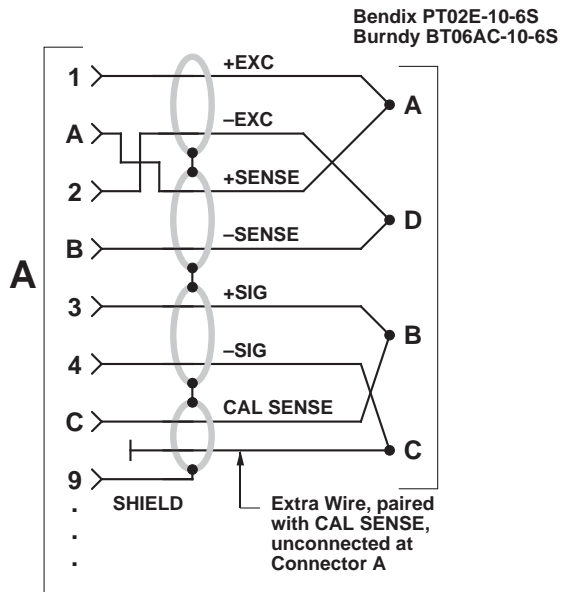 Bendix PT02E-10-6S
Burndy BT06AC-10-6S
1 +EXC A
A –EXC
2 +SENSE
B –SENSE D
A
3 +SIG B
4 –SIG
C CAL SENSE
C
9 SHIELD
Extra Wire, paired
with CAL SENSE,
unconnected at
Connector A